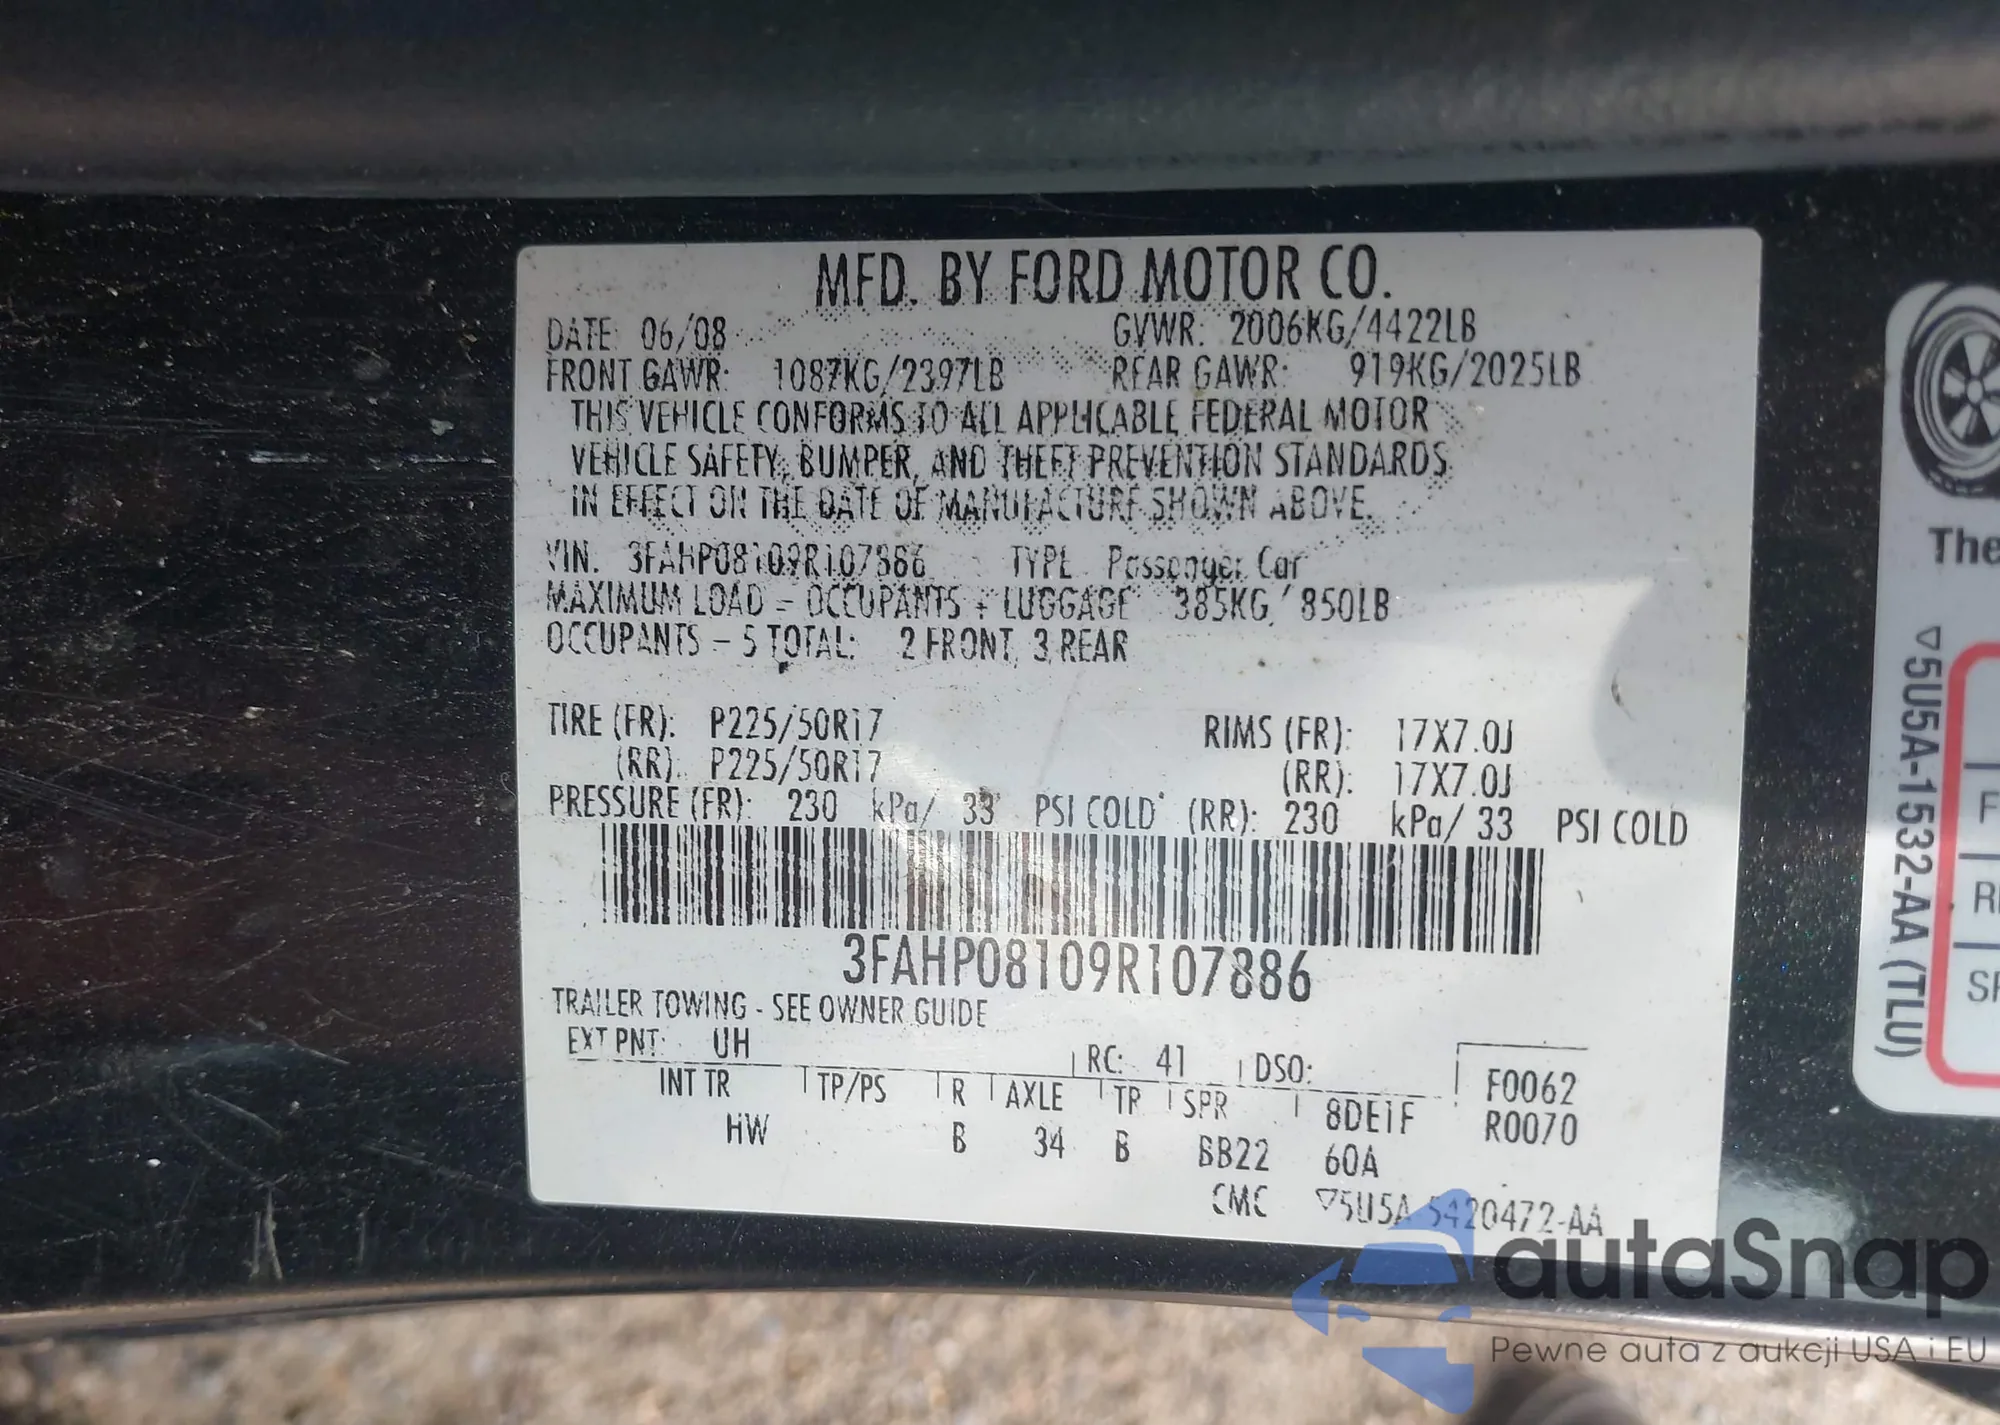 MFD. BY FORD MOTOR CO.
DATE: 06/08 GVWR: 2006KG/4422LB
FRONT GAWR: 1087KG/2397LB REAR GAWR: 919KG/2025LB
THIS VEHICLE CONFORMS TO ALL APPLICABLE FEDERAL MOTOR
VEHICLE SAFETY, BUMPER, AND THEFT PREVENTION STANDARDS
IN EFFECT ON THE DATE OF MANUFACTURE SHOWN ABOVE.
VIN: 3FAHP08109R107886 TYPE: Passenger Car
MAXIMUM LOAD = OCCUPANTS + LUGGAGE 385KG/850LB
OCCUPANTS - 5 TOTAL: 2 FRONT, 3 REAR
TIRE (FR): P225/50R17 RIMS (FR): 17X7.0J
(RR): P225/50R17 (RR): 17X7.0J
PRESSURE (FR): 230 kPa/ 33 PSI COLD (RR): 230 kPa/ 33 PSI COLD
3FAHP08109R107886
TRAILER TOWING - SEE OWNER GUIDE
EXT PNT: UH RC: 41 DSO:
INT TR TP/PS R AXLE TR SPR 8DE1F F0062
HW B 34 B BB22 60A R0070
CMC ▽5U5A-5420472-AA
The
▽5U5A-1532-AA (TLU)
autaSnap
Pewne auta z aukcji USA i EU